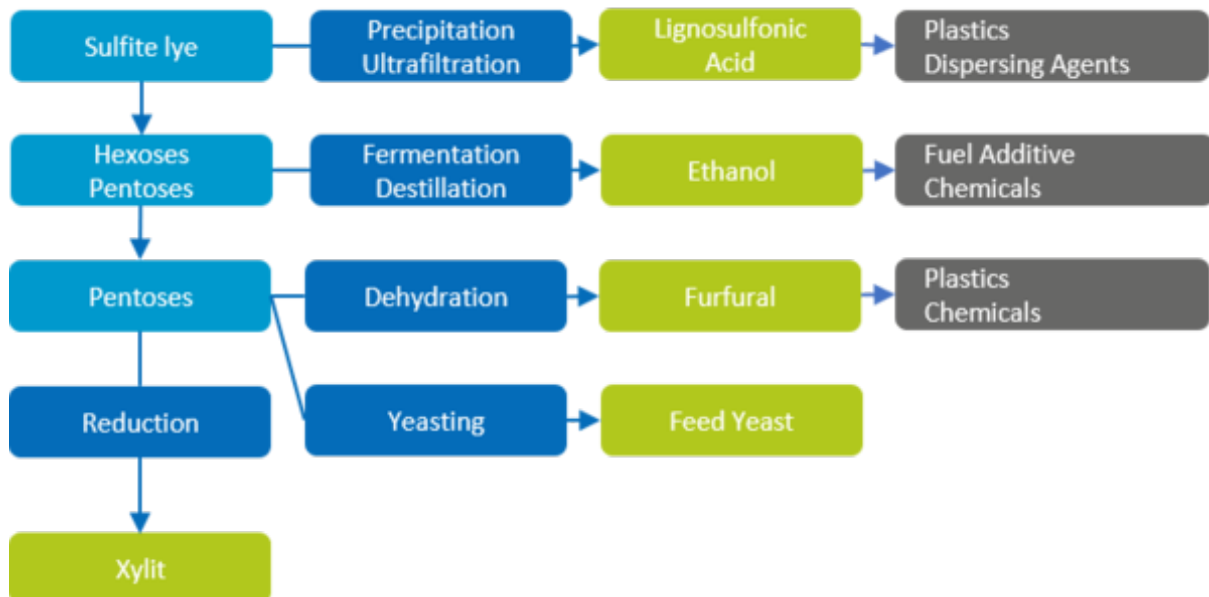 Sulfite lye
Precipitation
Ultrafiltration
Lignosulfonic
Acid
Plastics
Dispersing Agents
Hexoses
Pentoses
Fermentation
Destillation
Ethanol
Fuel Additive
Chemicals
Pentoses
Dehydration
Furfural
Plastics
Chemicals
Reduction
Yeasting
Feed Yeast
Xylit